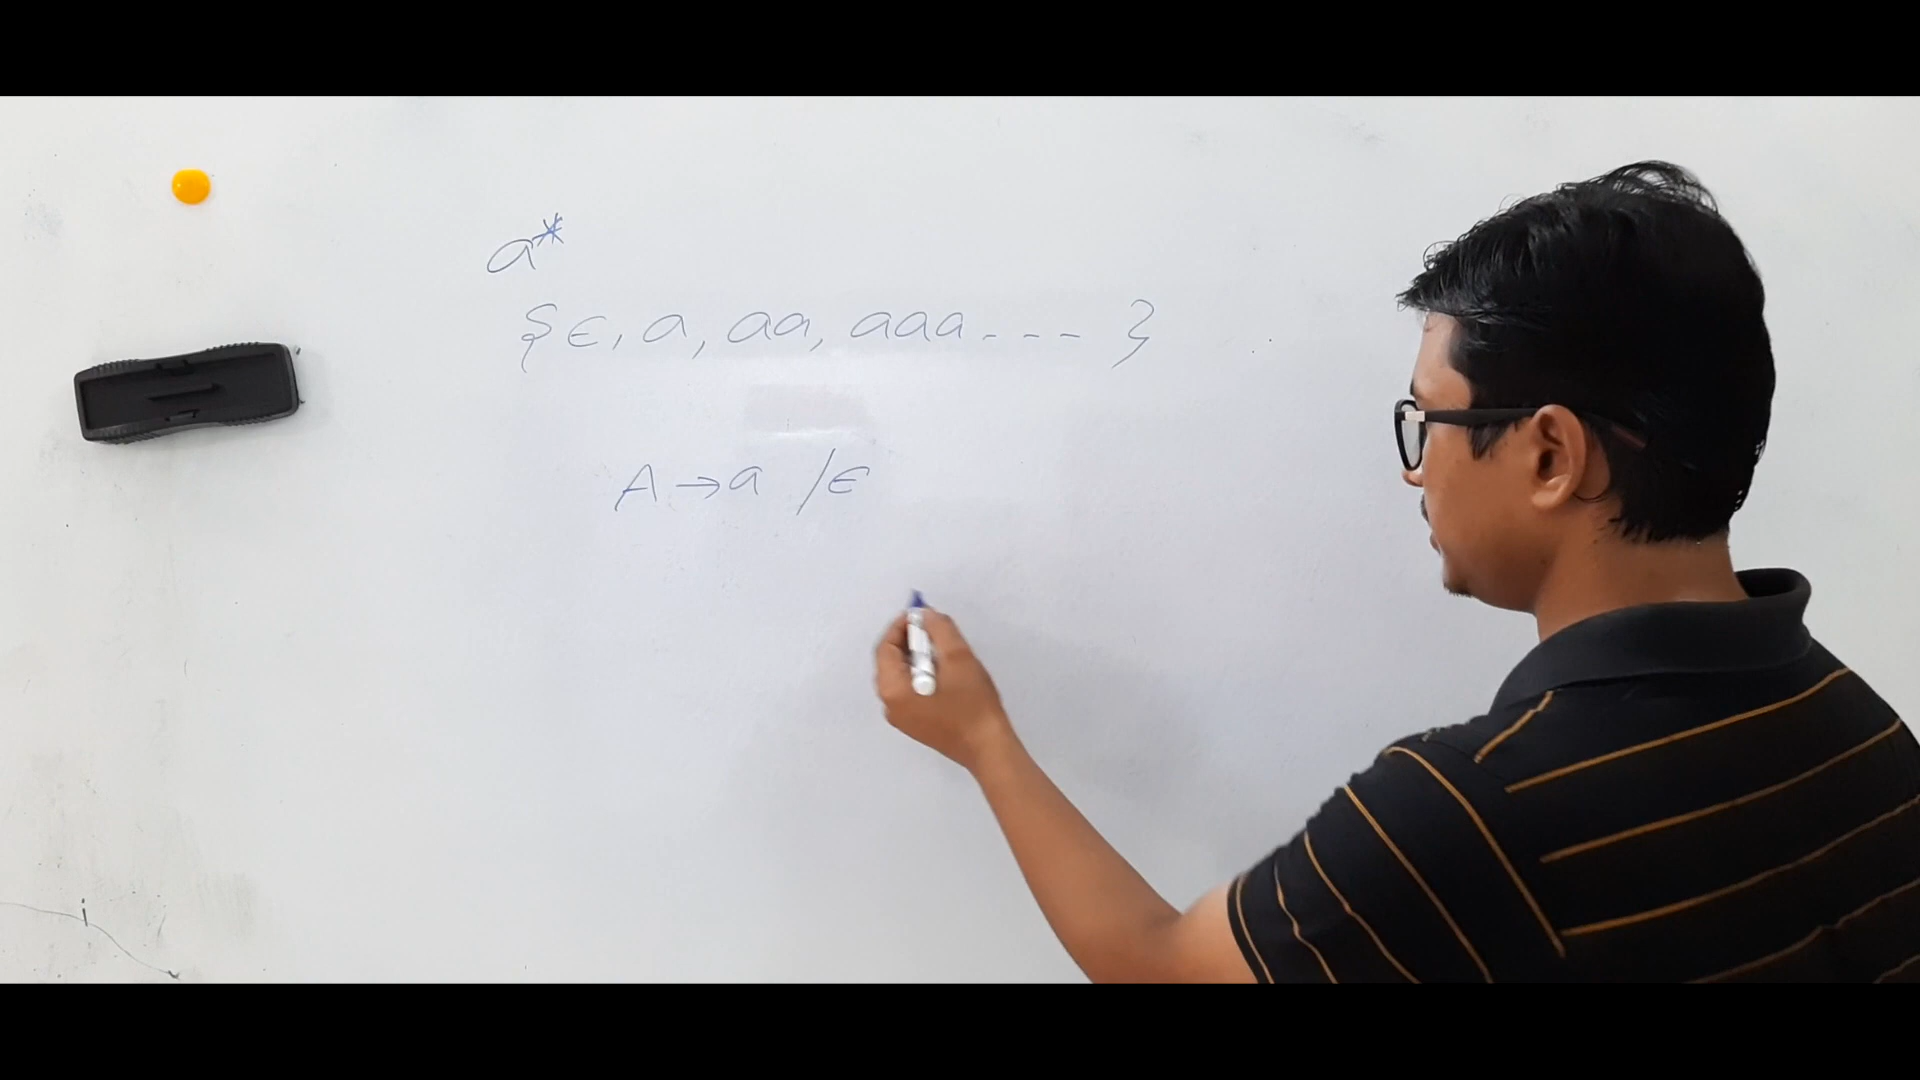 a*
{ϵ, a, aa, aaa---- }
A → a /ϵ